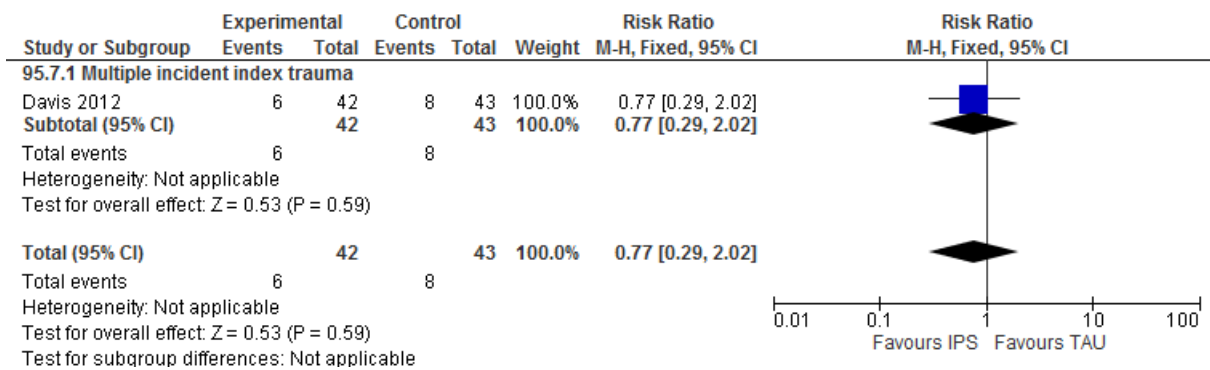 Experimental Control Risk Ratio Risk Ratio
Study or Subgroup Events Total Events Total Weight M-H, Fixed, 95% CI M-H, Fixed, 95% CI
95.7.1 Multiple incident index trauma
Davis 2012 6 42 8 43 100.0% 0.77 [0.29, 2.02]
Subtotal (95% CI) 42 43 100.0% 0.77 [0.29, 2.02]
Total events 6 8
Heterogeneity: Not applicable
Test for overall effect: Z = 0.53 (P = 0.59)
Total (95% CI) 42 43 100.0% 0.77 [0.29, 2.02]
Total events 6 8
Heterogeneity: Not applicable
Test for overall effect: Z = 0.53 (P = 0.59)
Test for subgroup differences: Not applicable
0.01 0.1 1 10 100
Favours IPS Favours TAU